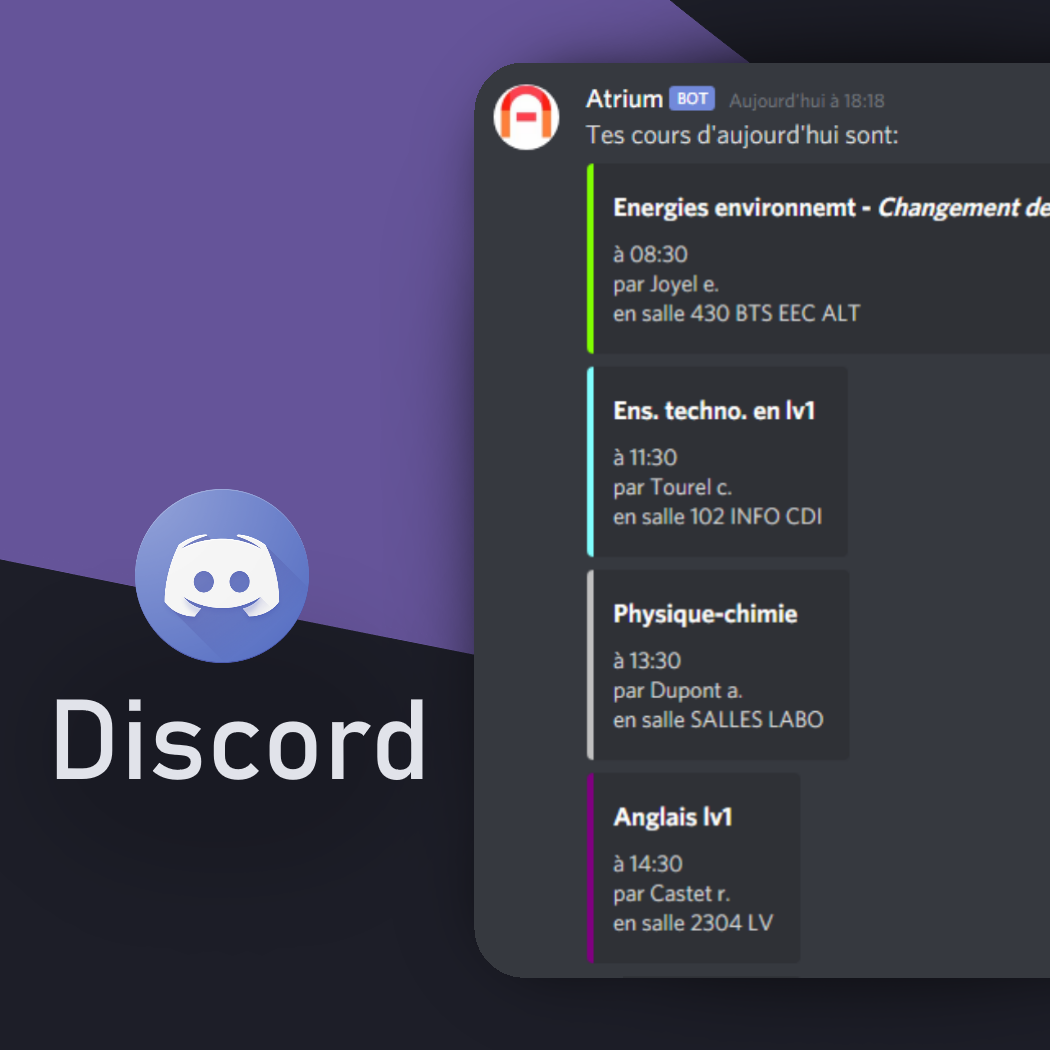 Atrium BOT Aujourd'hui à 18:18
Tes cours d'aujourd'hui sont:
Energies environnemt - Changement de
à 08:30
par Joyel e.
en salle 430 BTS EEC ALT
Ens. techno. en lv1
à 11:30
par Tourel c.
en salle 102 INFO CDI
Physique-chimie
à 13:30
par Dupont a.
en salle SALLES LABO
Anglais lv1
à 14:30
par Castet r.
en salle 2304 LV
Discord